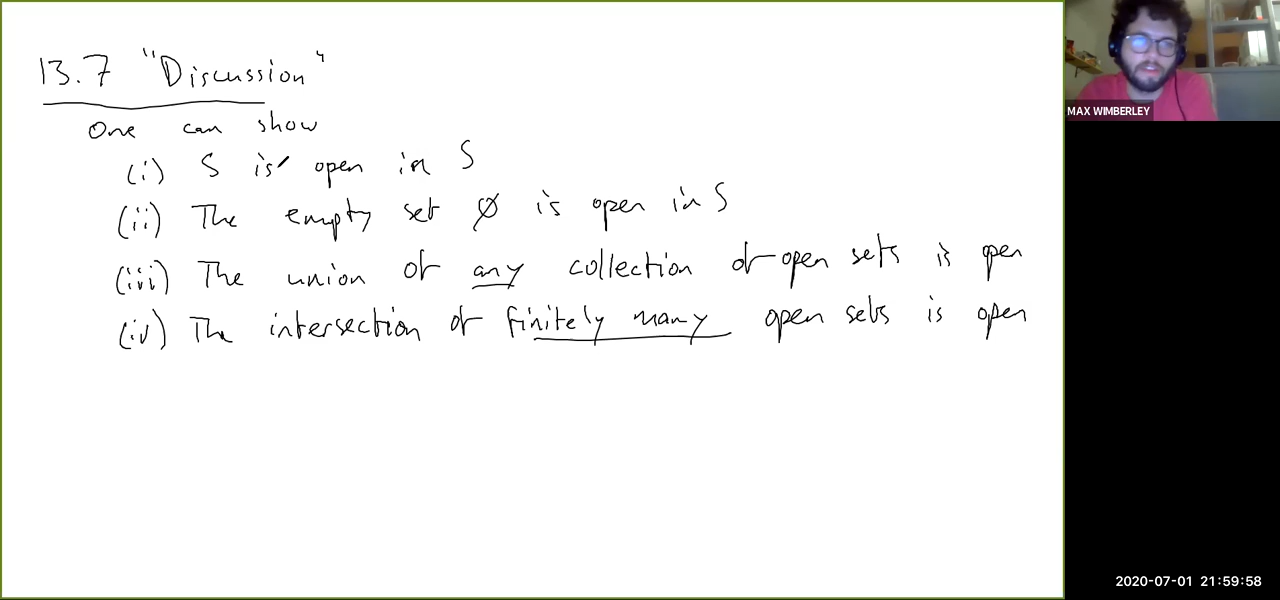 13.7 "Discussion"
One can show
(i) S is open in S
(ii) The empty set ∅ is open in S
(iii) The union of any collection of open sets is open
(iv) The intersection of finitely many open sets is open
MAX WIMBERLEY
2020-07-01 21:59:58